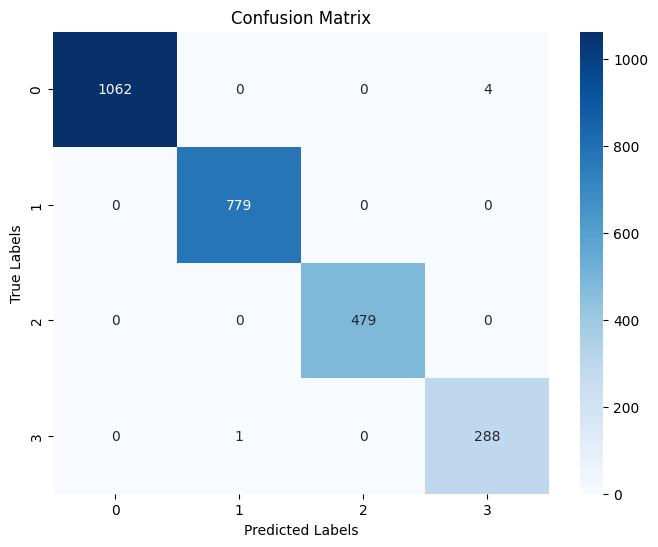 Confusion Matrix
0 1062 0 0 4
1 0 779 0 0
2 0 0 479 0
3 0 1 0 288
0 1 2 3
True Labels
Predicted Labels
1000
800
600
400
200
0